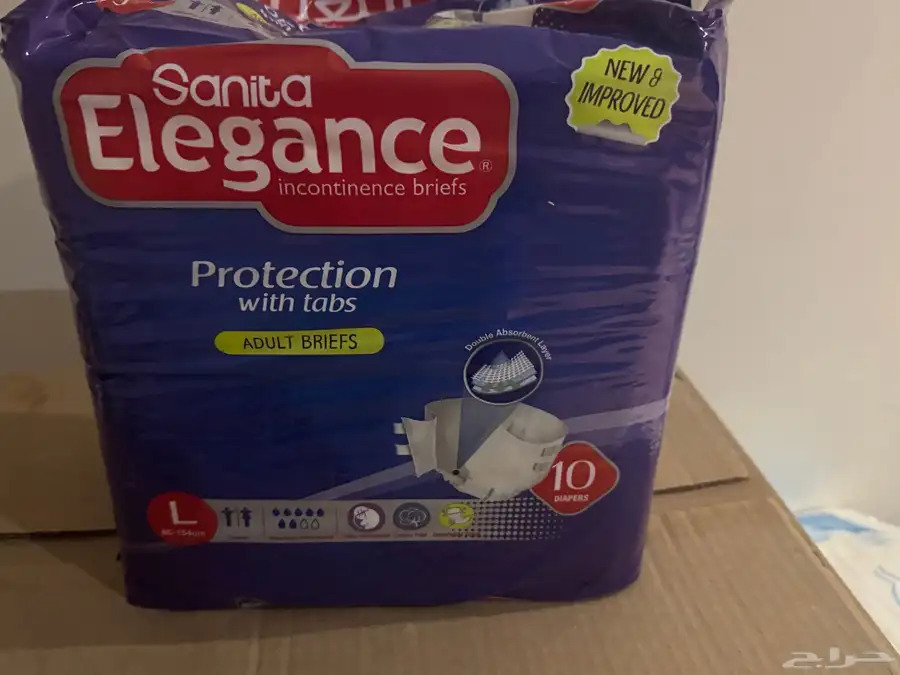 Sanita
Elegance®
incontinence briefs
NEW &
IMPROVED
Protection
with tabs
ADULT BRIEFS
Double Absorbent Layer
10
DIAPERS
L
حراج